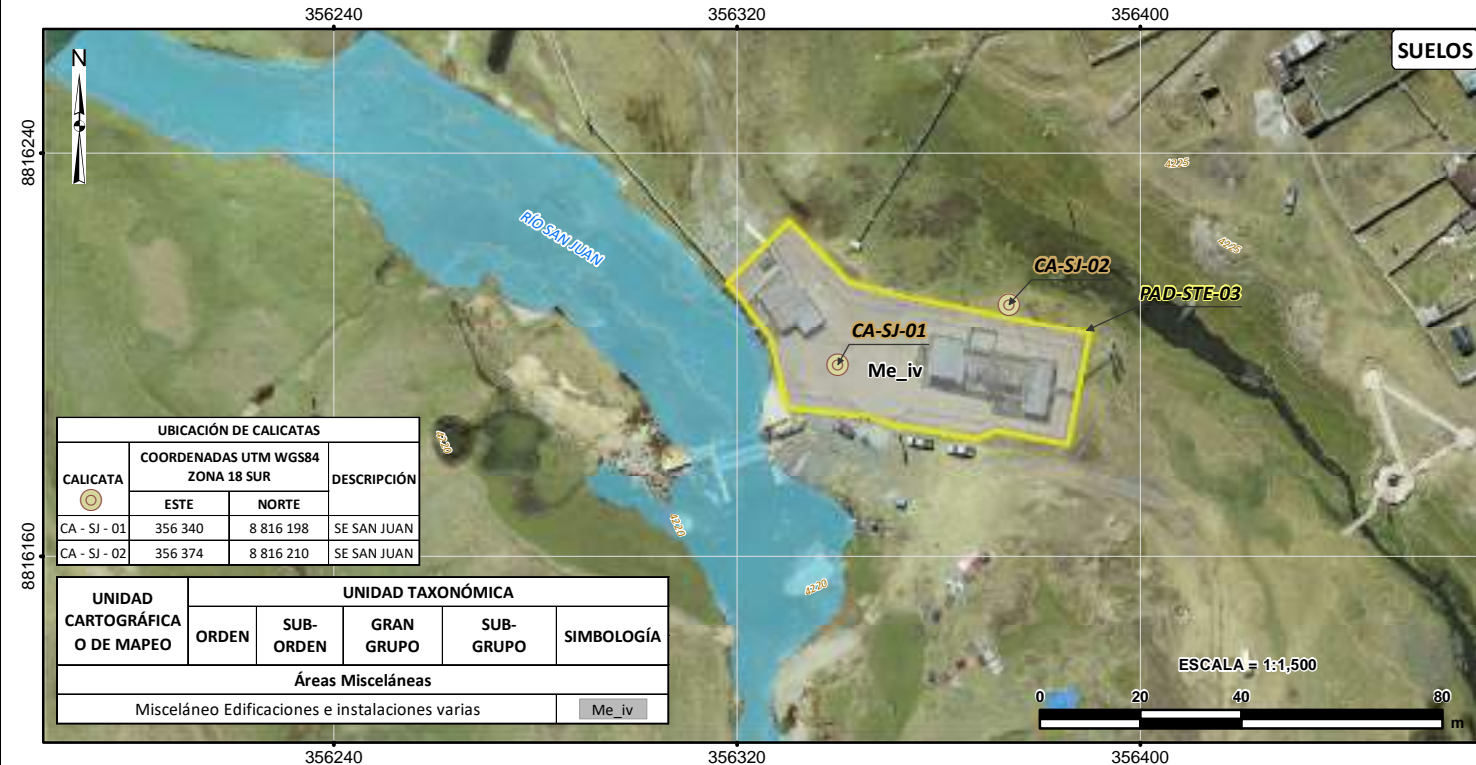 356240
356320
356400
SUELOS
N
8816240
4225
RÍO SAN JUAN
4225
CA-SJ-02
PAD-STE-03
CA-SJ-01
Me_iv
4220
UBICACIÓN DE CALICATAS
CALICATA
COORDENADAS UTM WGS84
ZONA 18 SUR
DESCRIPCIÓN
ESTE
NORTE
CA - SJ - 01 356 340 8 816 198 SE SAN JUAN
CA - SJ - 02 356 374 8 816 210 SE SAN JUAN
4220
8816160
4220
UNIDAD
CARTOGRÁFICA
O DE MAPEO
UNIDAD TAXONÓMICA
ORDEN
SUB-
ORDEN
GRAN
GRUPO
SUB-
GRUPO
SIMBOLOGÍA
Áreas Misceláneas
Misceláneo Edificaciones e instalaciones varias Me_iv
ESCALA = 1:1,500
0 20 40 80
m
356240
356320
356400